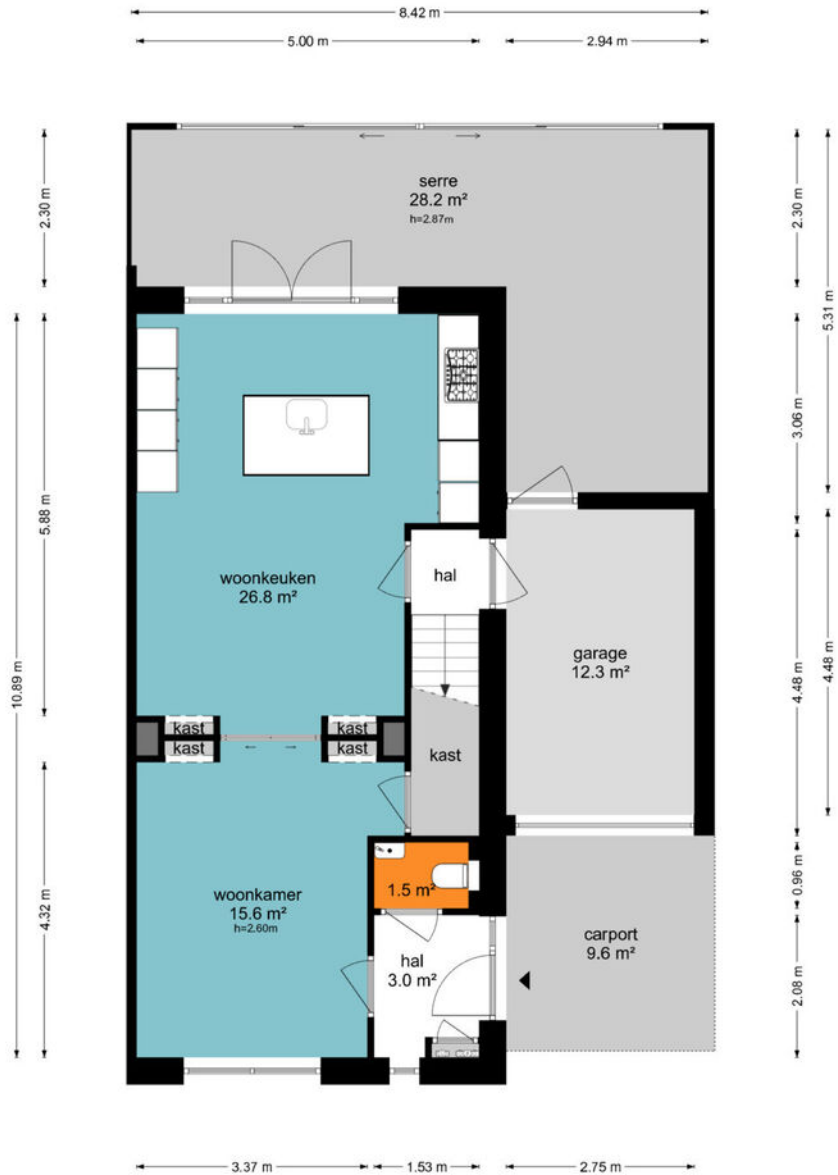 8.42 m
5.00 m
2.94 m
2.30 m
2.30 m
5.31 m
serre
28.2 m²
h=2.87m
10.89 m
5.88 m
3.06 m
woonkeuken
26.8 m²
hal
garage
12.3 m²
4.48 m
4.48 m
kast
kast
kast
kast
kast
4.32 m
woonkamer
15.6 m²
h=2.60m
1.5 m²
0.96 m
hal
3.0 m²
carport
9.6 m²
2.08 m
3.37 m
1.53 m
2.75 m